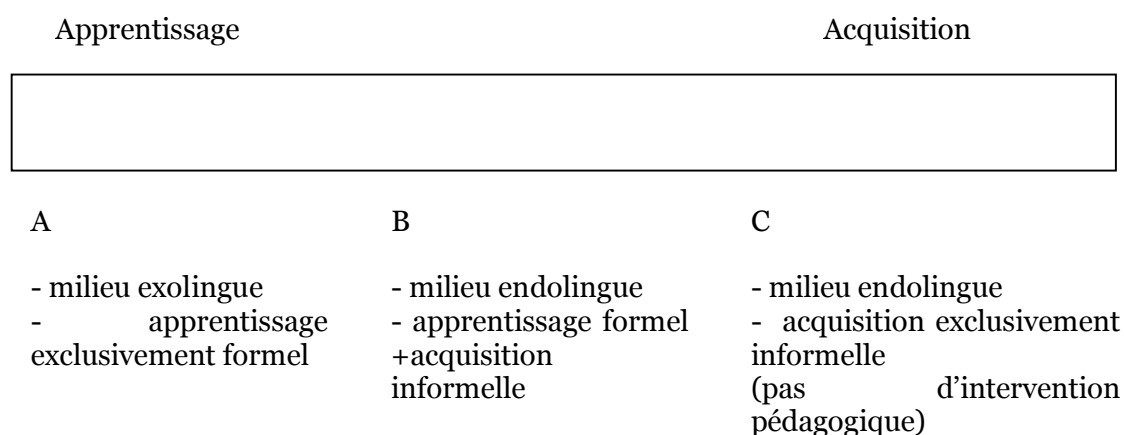 Apprentissage Acquisition
A B C
- milieu exolingue
- apprentissage
exclusivement formel
- milieu endolingue
- apprentissage formel
+acquisition
informelle
- milieu endolingue
- acquisition exclusivement
informelle
(pas d’intervention
pédagogique)